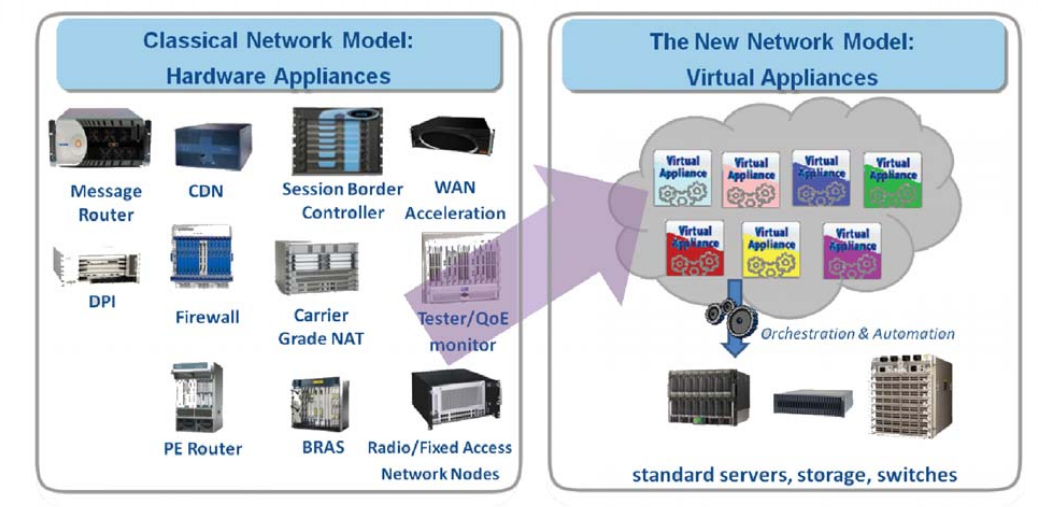 Classical Network Model:
Hardware Appliances
Message
Router
CDN
Session Border
Controller
WAN
Acceleration
DPI
Firewall
Carrier
Grade NAT
Tester/QoE
monitor
PE Router
BRAS
Radio/Fixed Access
Network Nodes
The New Network Model:
Virtual Appliances
Virtual
Appliance
Virtual
Appliance
Virtual
Appliance
Virtual
Appliance
Virtual
Appliance
Virtual
Appliance
Virtual
Appliance
Orchestration & Automation
standard servers, storage, switches